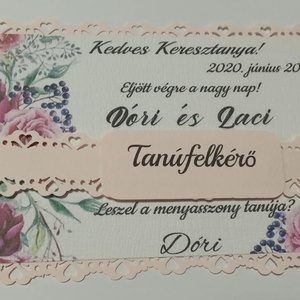 Kedves Keresztanya!
2020. június 20
Eljött végre a nagy nap!
Dóri és Laci
Tanúfelkérő
Leszel a menyasszony tanúja?
Dóri